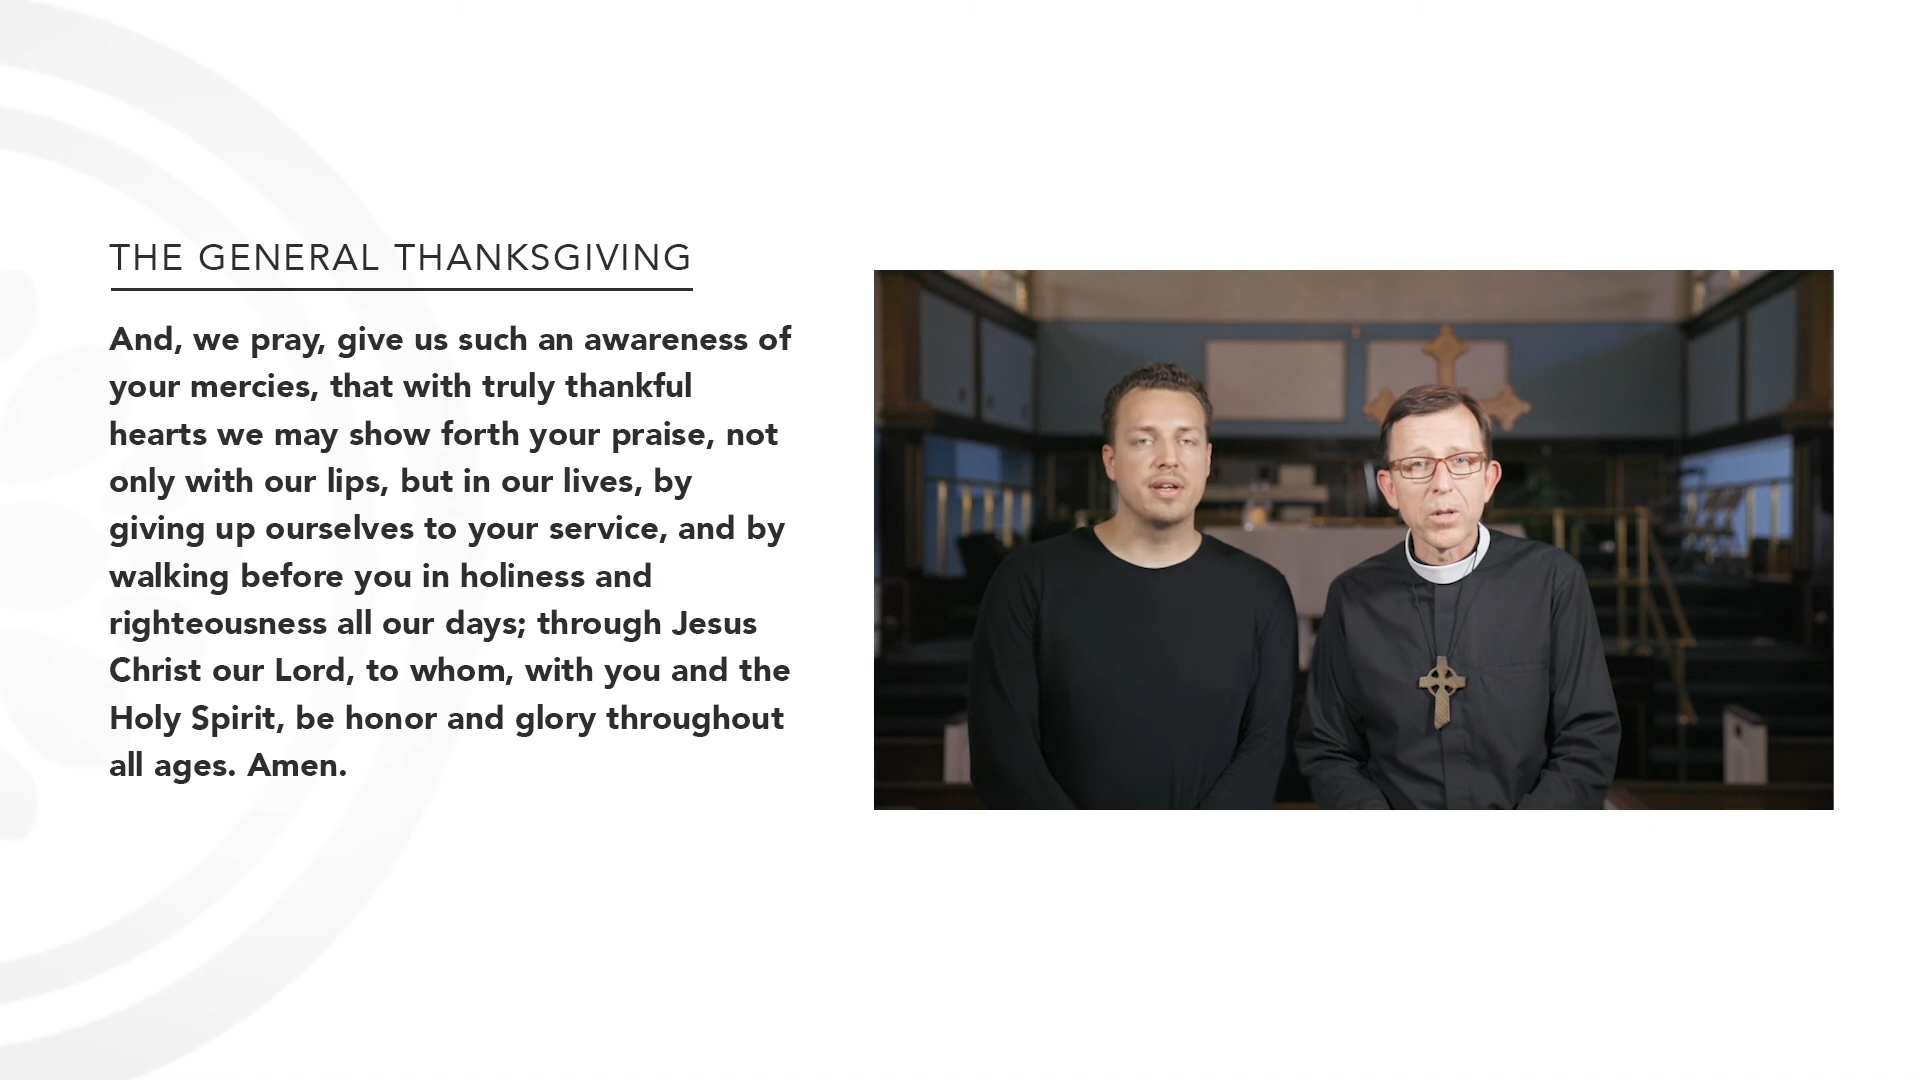 THE GENERAL THANKSGIVING
And, we pray, give us such an awareness of
your mercies, that with truly thankful
hearts we may show forth your praise, not
only with our lips, but in our lives, by
giving up ourselves to your service, and by
walking before you in holiness and
righteousness all our days; through Jesus
Christ our Lord, to whom, with you and the
Holy Spirit, be honor and glory throughout
all ages. Amen.